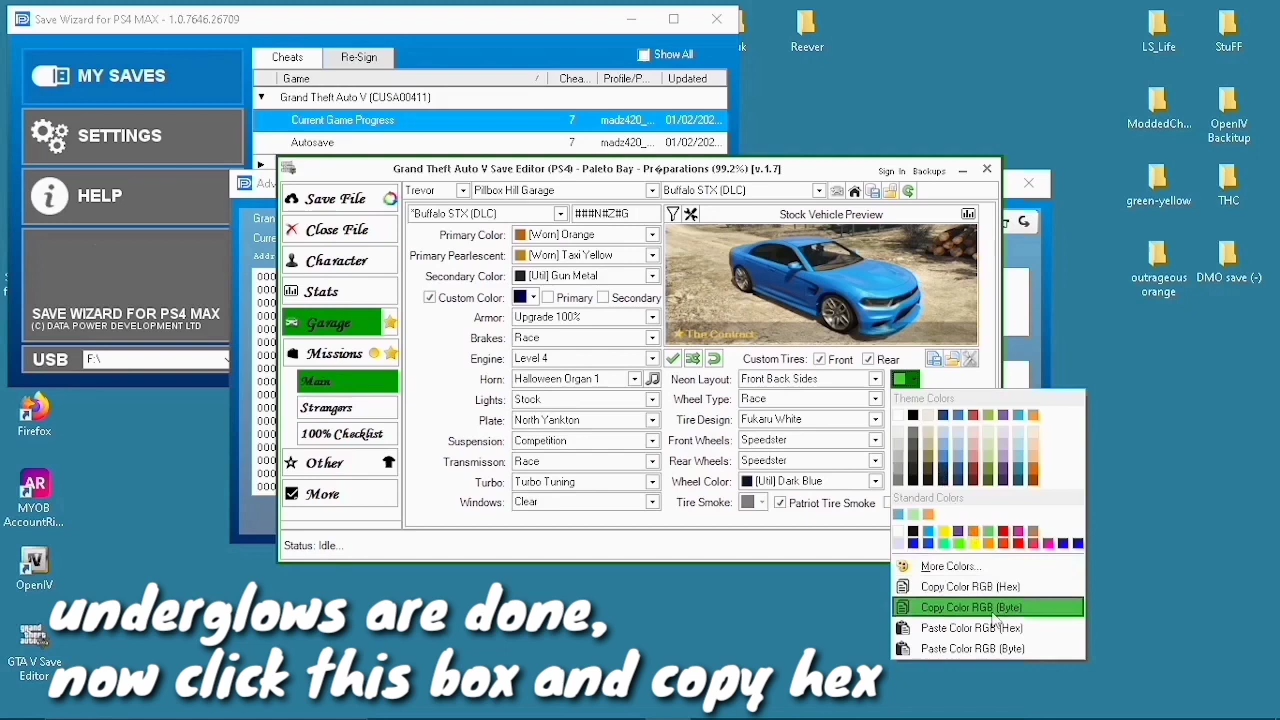 Save Wizard for PS4 MAX - 1.0.7646.26709
MY SAVES
SETTINGS
HELP
SAVE WIZARD FOR PS4 MAX
(C) DATA POWER DEVELOPMENT LTD
USB F:\
Cheats Re-Sign Show All
Game Chea... Profile/P... Updated
Grand Theft Auto V (CUSA00411)
Current Game Progress 7 madz420_... 01/02/202...
Autosave 7 madz420_... 01/02/202...
Reever
LS_Life
StuFF
ModdedCh...
OpenIV
Backitup
green-yellow
THC
outrageous
orange
DMO save (-)
Firefox
MYOB
AccountRi...
OpenIV
GTA V Save
Editor
Grand Theft Auto V Save Editor (PS4) - Paleto Bay - Pr�parations (99.2%) [v.1.7]
Sign In Backups
Save File
Close File
Character
Stats
Garage
Missions
Main
Strangers
100% Checklist
Other
More
Trevor Pillbox Hill Garage Buffalo STX (DLC)
"Buffalo STX (DLC) ###N#Z#G Stock Vehicle Preview
Primary Color: [Worn] Orange
Primary Pearlescent: [Worn] Taxi Yellow
Secondary Color: [Util] Gun Metal
Custom Color: Primary Secondary
Armor: Upgrade 100%
Brakes: Race
Engine: Level 4
Horn: Halloween Organ 1
Lights: Stock
Plate: North Yankton
Suspension: Competition
Transmisson: Race
Turbo: Turbo Tuning
Windows: Clear
The Contract
Custom Tires: Front Rear
Neon Layout: Front Back Sides
Wheel Type: Race
Tire Design: Fukaru White
Front Wheels: Speedster
Rear Wheels: Speedster
Wheel Color: [Util] Dark Blue
Tire Smoke: Patriot Tire Smoke
Status: Idle...
Theme Colors
Standard Colors
More Colors...
Copy Color RGB (Hex)
Copy Color RGB (Byte)
Paste Color RGB (Hex)
Paste Color RGB (Byte)
underglows are done,
now click this box and copy hex